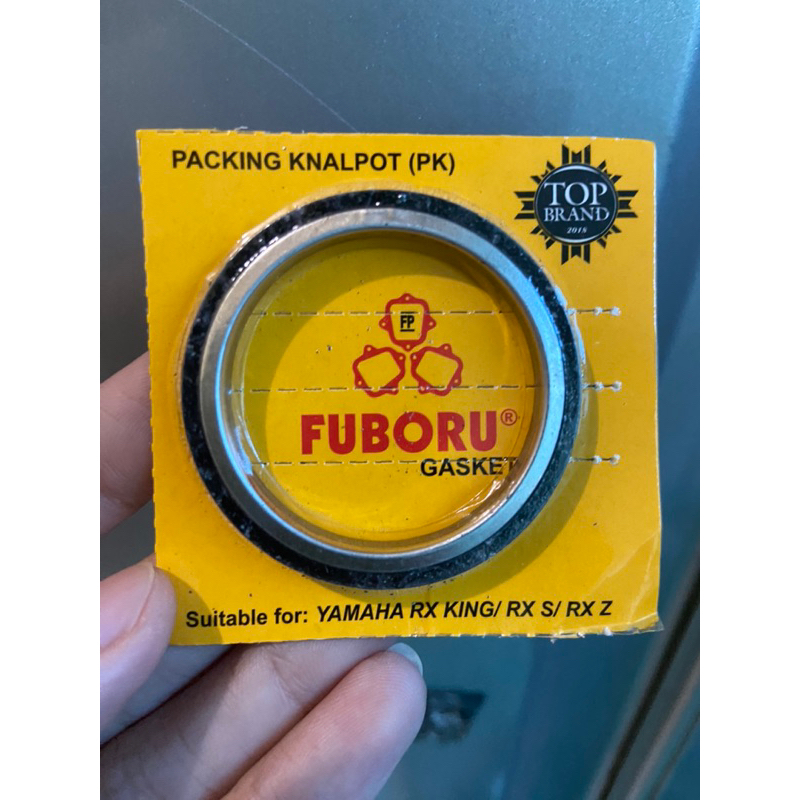 PACKING KNALPOT (PK)
TOP
BRAND
2018
FP
FUBORU®
GASKET
Suitable for: YAMAHA RX KING/ RX S/ RX Z